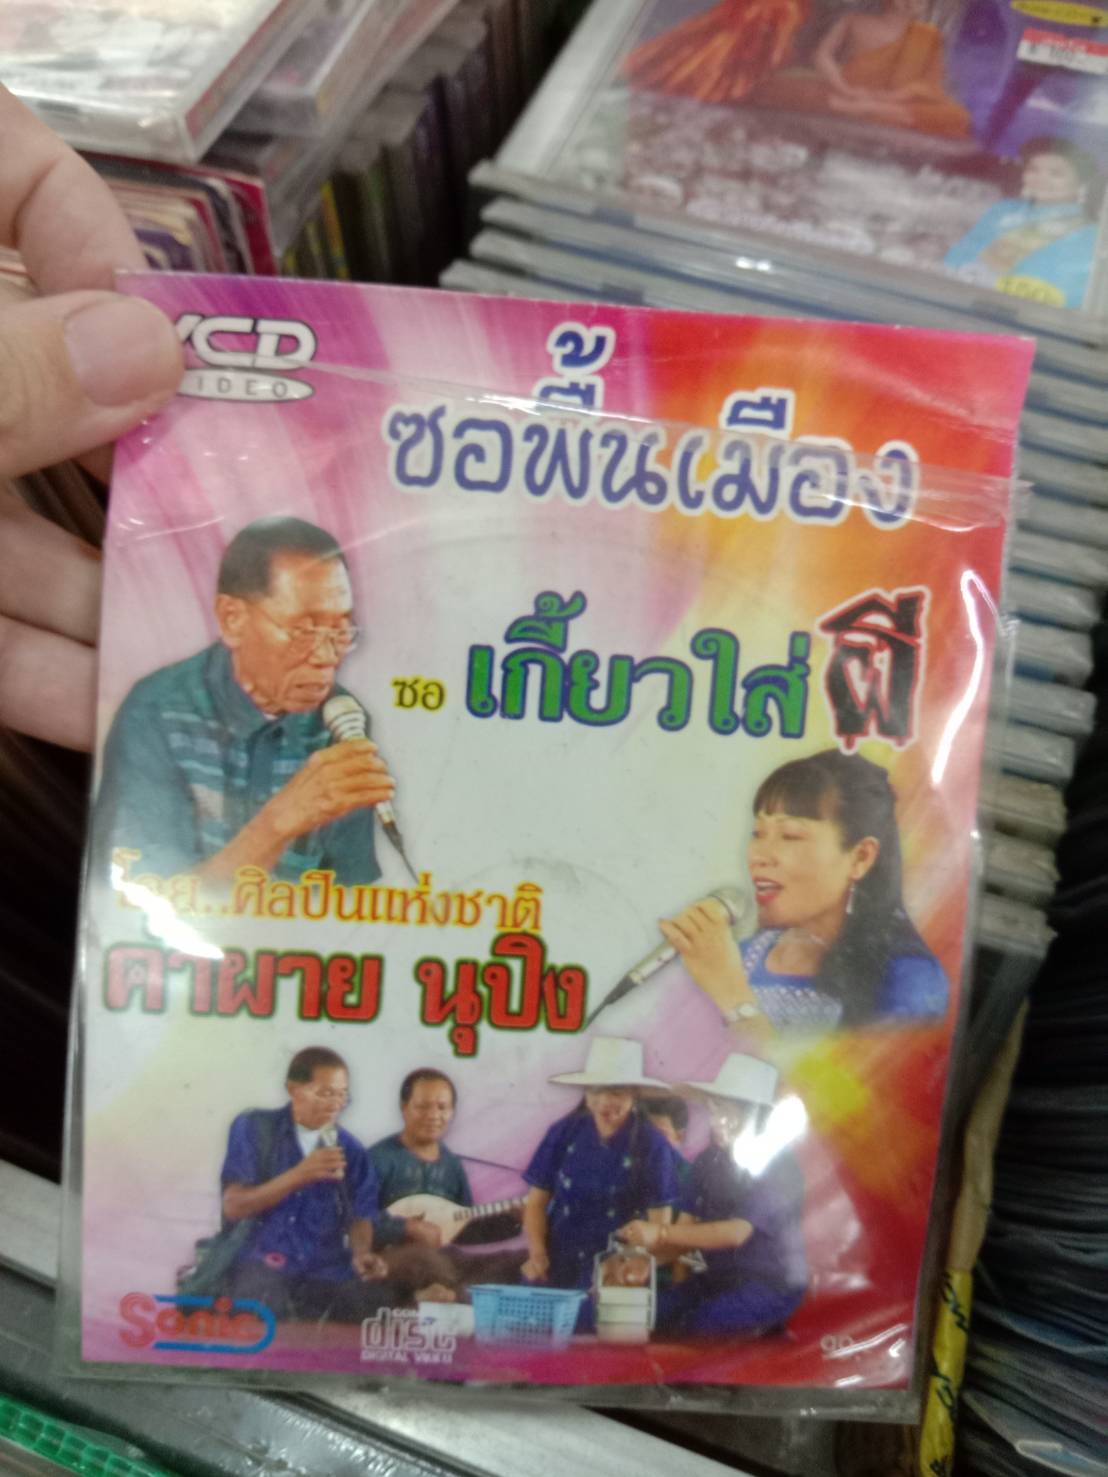 VCD
VIDEO
ซอพื้นเมือง
ซอ เกี้ยวใส่ผี
โดย..ศิลปินแห่งชาติ
คำผาย นุปิง
Sonic
disc
DIGITAL VIDEO